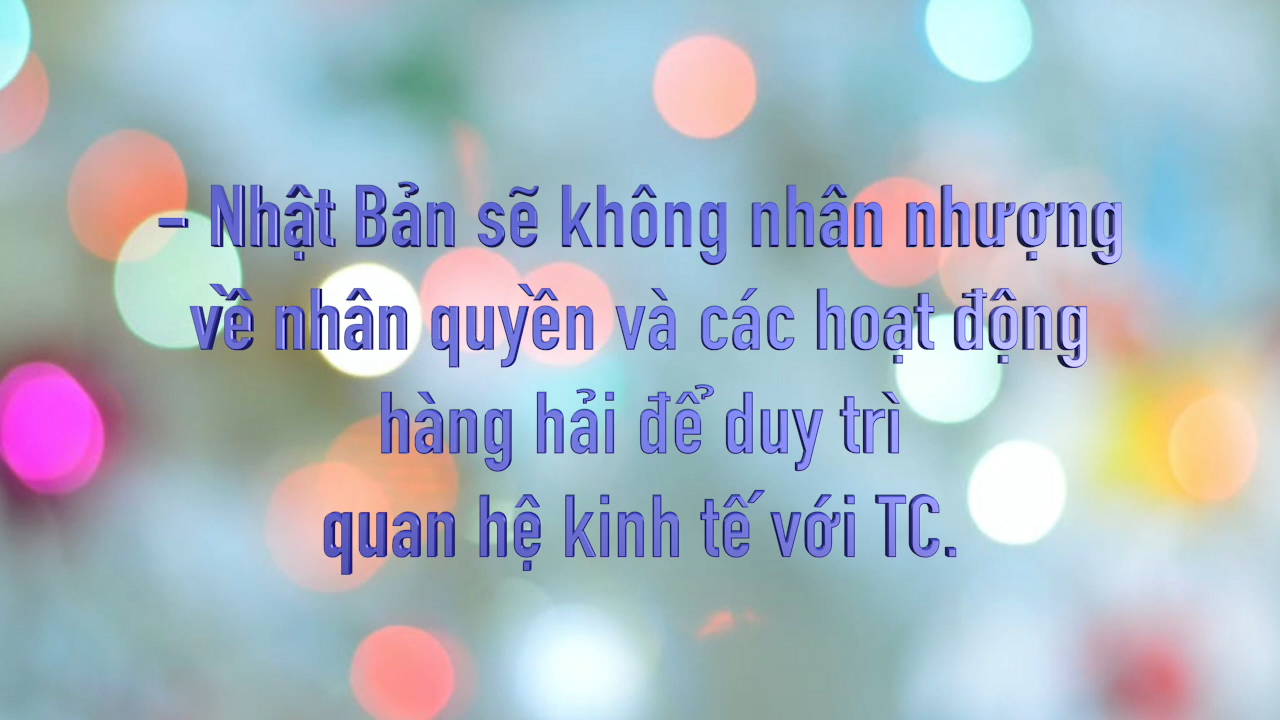 – Nhật Bản sẽ không nhân nhượng
về nhân quyền và các hoạt động
hàng hải để duy trì
quan hệ kinh tế với TC.